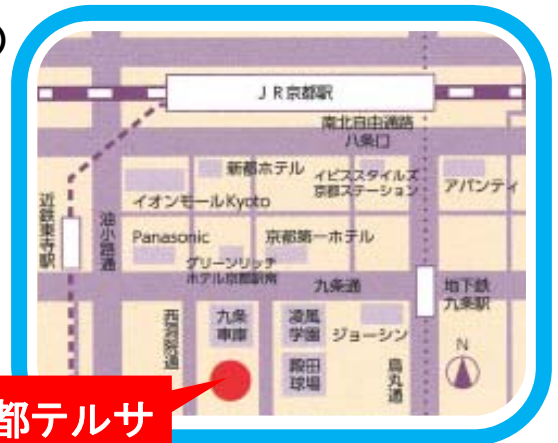 JR京都駅
南北自由通路
八条口
新都ホテル
イビススタイルズ
京都ステーション
アバンティ
イオンモールKyoto
近鉄東寺駅
油小路通
Panasonic
京都第一ホテル
グリーンリッチ
ホテル京都駅南
九条通
地下鉄
九条駅
西洞院通
九条
車庫
凌風
学園
ジョーシン
殿田
球場
烏丸通
N
都テルサ